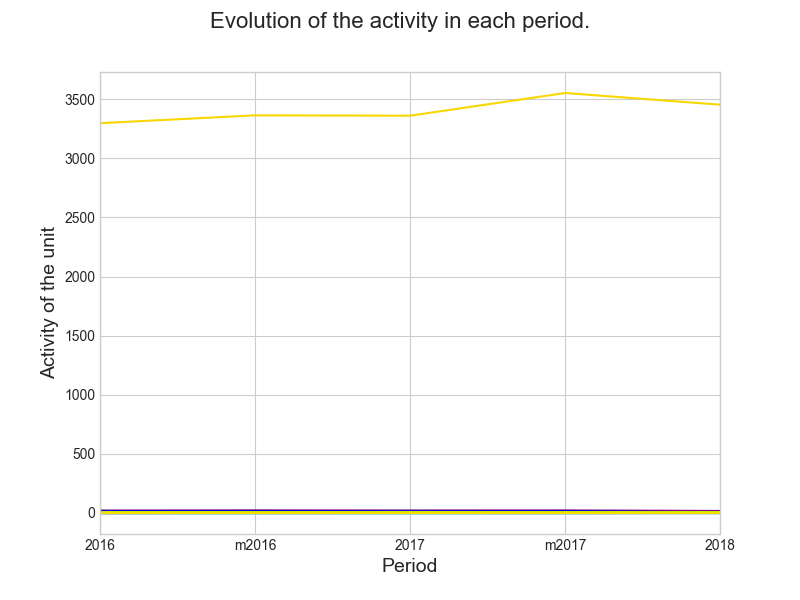 Evolution of the activity in each period.
3500
3000
2500
2000
1500
1000
500
0
Activity of the unit
2016 m2016 2017 m2017 2018
Period